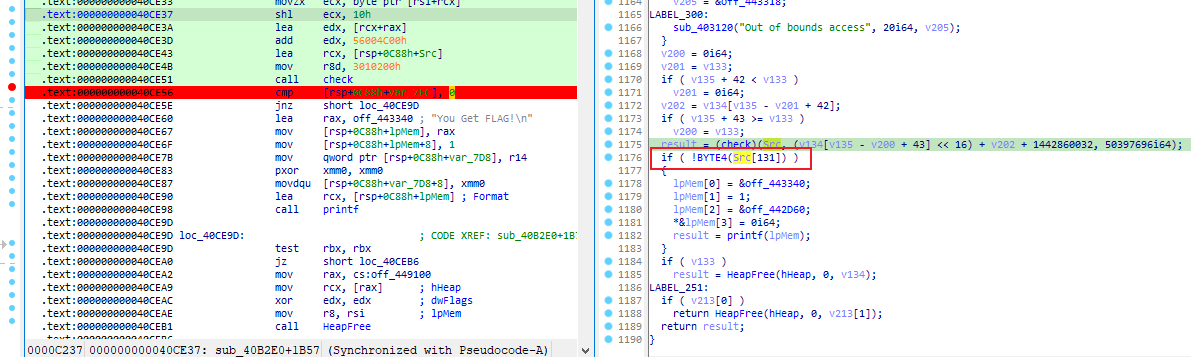 .text:000000000040CE33 movzx ecx, byte ptr [rsi+rcx]
.text:000000000040CE37 shl ecx, 10h
.text:000000000040CE3A lea ecx, [rcx+rax]
.text:000000000040CE3D add edx, 56004C00h
.text:000000000040CE43 lea rcx, [rsp+0C88h+Src]
.text:000000000040CE4B mov r8d, 3010200h
.text:000000000040CE51 call check
.text:000000000040CE56 cmp [rsp+0C88h+var_7EC], 0
.text:000000000040CE5E jnz short loc_40CE9D
.text:000000000040CE60 lea rax, off_443340 ; "You Get FLAG!\n"
.text:000000000040CE67 mov [rsp+0C88h+lpMem], rax
.text:000000000040CE6F mov [rsp+0C88h+lpMem+8], 1
.text:000000000040CE7B mov qword ptr [rsp+0C88h+var_7D8], r14
.text:000000000040CE83 pxor xmm0, xmm0
.text:000000000040CE87 movdqu [rsp+0C88h+var_7D8+8], xmm0
.text:000000000040CE90 lea rcx, [rsp+0C88h+lpMem] ; Format
.text:000000000040CE98 call printf
.text:000000000040CE9D
.text:000000000040CE9D loc_40CE9D: ; CODE XREF: sub_40B2E0+1B7
.text:000000000040CE9D test rbx, rbx
.text:000000000040CEA0 jz short loc_40CEB6
.text:000000000040CEA2 mov rax, cs:off_449100
.text:000000000040CEA9 mov rcx, [rax] ; hHeap
.text:000000000040CEAC xor edx, edx ; dwFlags
.text:000000000040CEAE mov r8, rsi ; lpMem
.text:000000000040CEB1 call HeapFree
0000C237 000000000040CE37: sub_40B2E0+1B57 (Synchronized with Pseudocode-A)
1164 v205 = &off_443318;
1165 LABEL_300:
1166 sub_403120("Out of bounds access", 20i64, v205);
1167 }
1168 v200 = 0i64;
1169 v201 = v133;
1170 if ( v135 + 42 < v133 )
1171 v201 = 0i64;
1172 v202 = v134[v135 - v201 + 42];
1173 if ( v135 + 43 >= v133 )
1174 v200 = v133;
1175 result = (check)(Src, (v134[v135 - v200 + 43] << 16) + v202 + 1442860032, 50397696i64);
1176 if ( !BYTE4(Src[131]) )
1177 {
1178 lpMem[0] = &off_443340;
1179 lpMem[1] = 1;
1180 lpMem[2] = &off_442D60;
1181 *&lpMem[3] = 0i64;
1182 result = printf(lpMem);
1183 }
1184 if ( v133 )
1185 result = HeapFree(hHeap, 0, v134);
1186 LABEL_251:
1187 if ( v213[0] )
1188 return HeapFree(hHeap, 0, v213[1]);
1189 return result;
1190 }